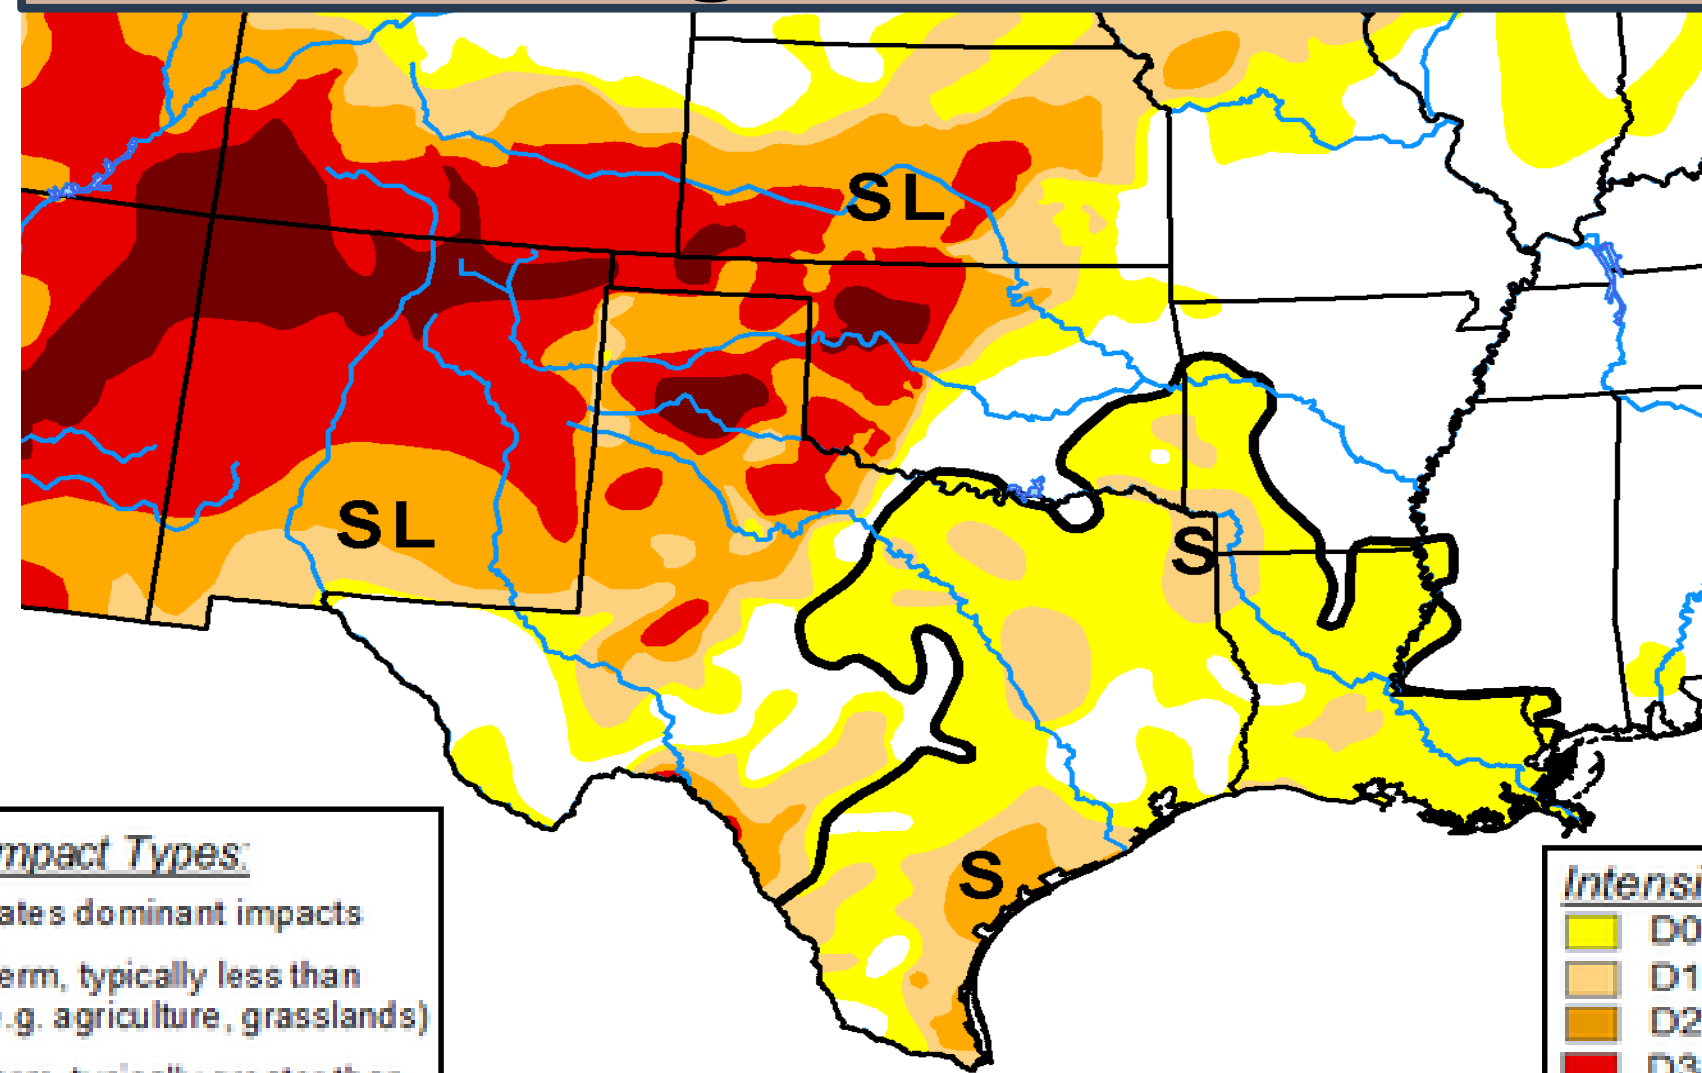 SL
SL
S
S
mpact Types:
ates dominant impacts
erm, typically less than
e.g. agriculture, grasslands)
Intensi
D0
D1
D2
D3